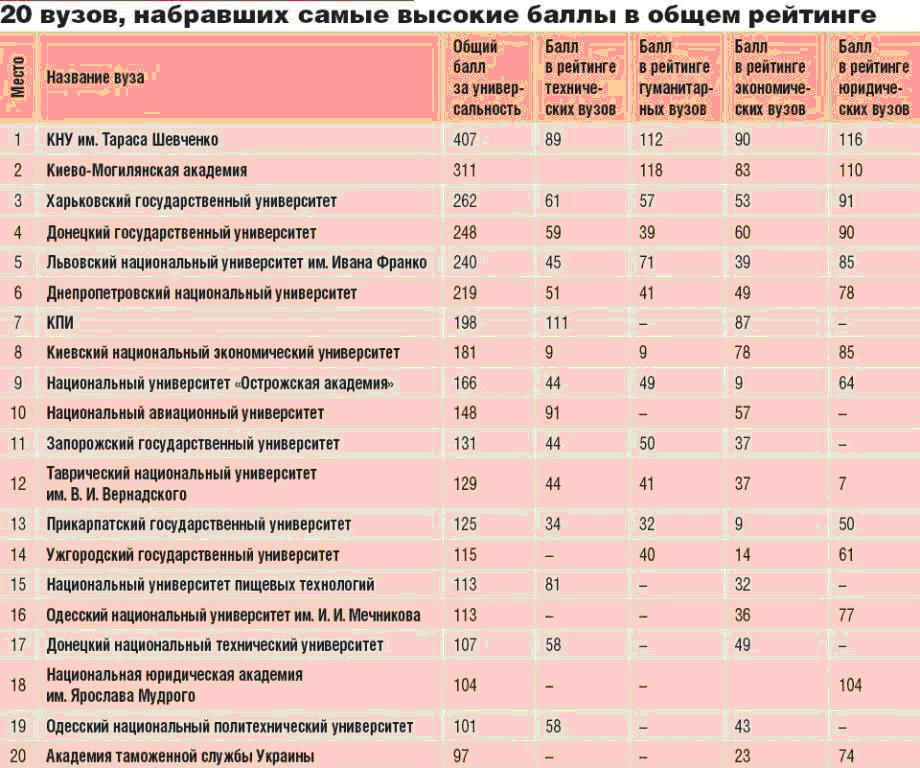 20 вузов, набравших самые высокие баллы в общем рейтинге
Место Название вуза Общий балл за универ-сальность Балл в рейтинге техниче-ских вузов Балл в рейтинге гуманитар-ных вузов Балл в рейтинге экономиче-ских вузов Балл в рейтинге юридиче-ских вузов
1 КНУ им. Тараса Шевченко 407 89 112 90 116
2 Киево-Могилянская академия 311 118 83 110
3 Харьковский государственный университет 262 61 57 53 91
4 Донецкий государственный университет 248 59 39 60 90
5 Львовский национальный университет им. Ивана Франко 240 45 71 39 85
6 Днепропетровский национальный университет 219 51 41 49 78
7 КПИ 198 111 – 87 –
8 Киевский национальный экономический университет 181 9 9 78 85
9 Национальный университет «Острожская академия» 166 44 49 9 64
10 Национальный авиационный университет 148 91 – 57 –
11 Запорожский государственный университет 131 44 50 37 –
12 Таврический национальный университет им. В. И. Вернадского 129 44 41 37 7
13 Прикарпатский государственный университет 125 34 32 9 50
14 Ужгородский государственный университет 115 – 40 14 61
15 Национальный университет пищевых технологий 113 81 – 32 –
16 Одесский национальный университет им. И. И. Мечникова 113 – – 36 77
17 Донецкий национальный технический университет 107 58 – 49 –
18 Национальная юридическая академия им. Ярослава Мудрого 104 – – 104
19 Одесский национальный политехнический университет 101 58 – 43 –
20 Академия таможенной службы Украины 97 – – 23 74